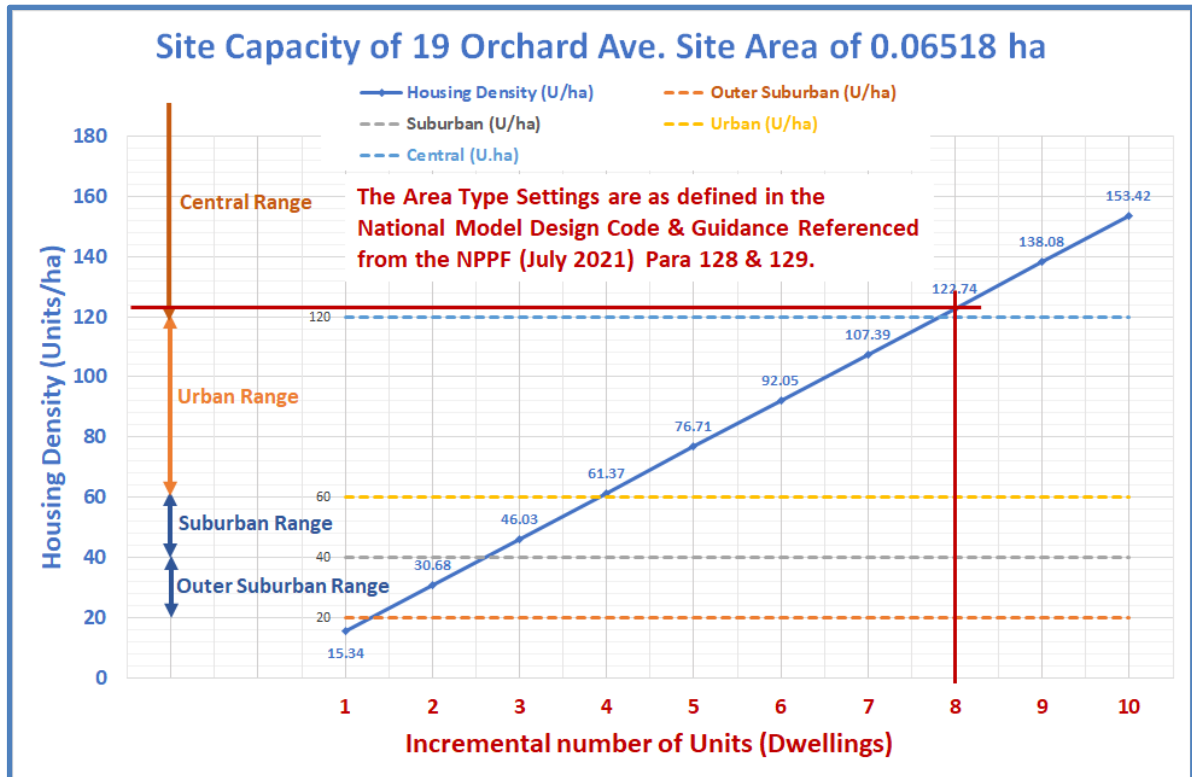 Site Capacity of 19 Orchard Ave. Site Area of 0.06518 ha
Housing Density (U/ha)
Outer Suburban (U/ha)
Suburban (U/ha)
Urban (U/ha)
Central (U.ha)
The Area Type Settings are as defined in the
National Model Design Code & Guidance Referenced
from the NPPF (July 2021) Para 128 & 129.
Housing Density (Units/ha)
180
160
140
120
100
80
60
40
20
0
Central Range
Urban Range
Suburban Range
Outer Suburban Range
120
60
40
20
15.34
30.68
46.03
61.37
76.71
92.05
107.39
122.74
138.08
153.42
1 2 3 4 5 6 7 8 9 10
Incremental number of Units (Dwellings)